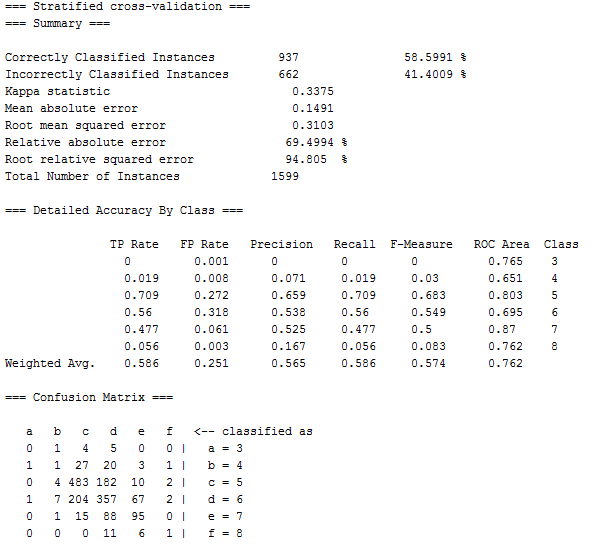 === Stratified cross-validation ===
=== Summary ===
Correctly Classified Instances 937 58.5991 %
Incorrectly Classified Instances 662 41.4009 %
Kappa statistic 0.3375
Mean absolute error 0.1491
Root mean squared error 0.3103
Relative absolute error 69.4994 %
Root relative squared error 94.805 %
Total Number of Instances 1599
=== Detailed Accuracy By Class ===
TP Rate FP Rate Precision Recall F-Measure ROC Area Class
0 0.001 0 0 0 0.765 3
0.019 0.008 0.071 0.019 0.03 0.651 4
0.709 0.272 0.659 0.709 0.683 0.803 5
0.56 0.318 0.538 0.56 0.549 0.695 6
0.477 0.061 0.525 0.477 0.5 0.87 7
0.056 0.003 0.167 0.056 0.083 0.762 8
Weighted Avg. 0.586 0.251 0.565 0.586 0.574 0.762
=== Confusion Matrix ===
a b c d e f <-- classified as
0 1 4 5 0 0 | a = 3
1 1 27 20 3 1 | b = 4
0 4 483 182 10 2 | c = 5
1 7 204 357 67 2 | d = 6
0 1 15 88 95 0 | e = 7
0 0 0 11 6 1 | f = 8